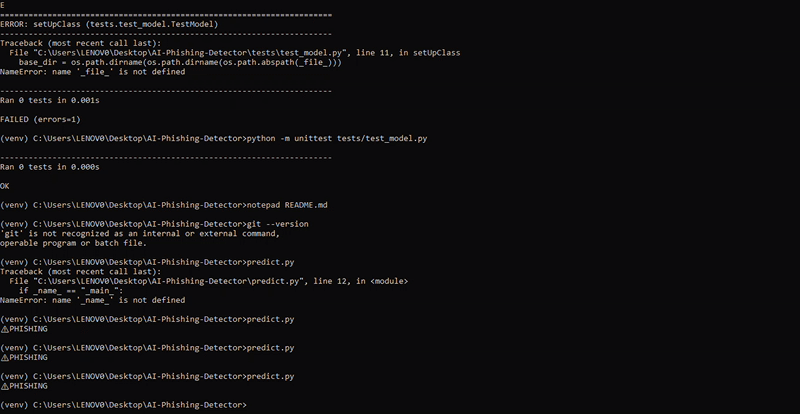 E
======================================================================
ERROR: setUpClass (tests.test_model.TestModel)
----------------------------------------------------------------------
Traceback (most recent call last):
  File "C:\Users\LENOV0\Desktop\AI-Phishing-Detector\tests\test_model.py", line 11, in setUpClass
    base_dir = os.path.dirname(os.path.dirname(os.path.abspath(_file_)))
NameError: name '_file_' is not defined
----------------------------------------------------------------------
Ran 0 tests in 0.001s
FAILED (errors=1)
(venv) C:\Users\LENOV0\Desktop\AI-Phishing-Detector>python -m unittest tests/test_model.py
----------------------------------------------------------------------
Ran 0 tests in 0.000s
OK
(venv) C:\Users\LENOV0\Desktop\AI-Phishing-Detector>notepad README.md
(venv) C:\Users\LENOV0\Desktop\AI-Phishing-Detector>git --version
'git' is not recognized as an internal or external command,
operable program or batch file.
(venv) C:\Users\LENOV0\Desktop\AI-Phishing-Detector>predict.py
Traceback (most recent call last):
  File "C:\Users\LENOV0\Desktop\AI-Phishing-Detector\predict.py", line 12, in <module>
    if _name_ == "_main_":
NameError: name '_name_' is not defined
(venv) C:\Users\LENOV0\Desktop\AI-Phishing-Detector>predict.py
⚠️PHISHING
(venv) C:\Users\LENOV0\Desktop\AI-Phishing-Detector>predict.py
⚠️PHISHING
(venv) C:\Users\LENOV0\Desktop\AI-Phishing-Detector>predict.py
⚠️PHISHING
(venv) C:\Users\LENOV0\Desktop\AI-Phishing-Detector>